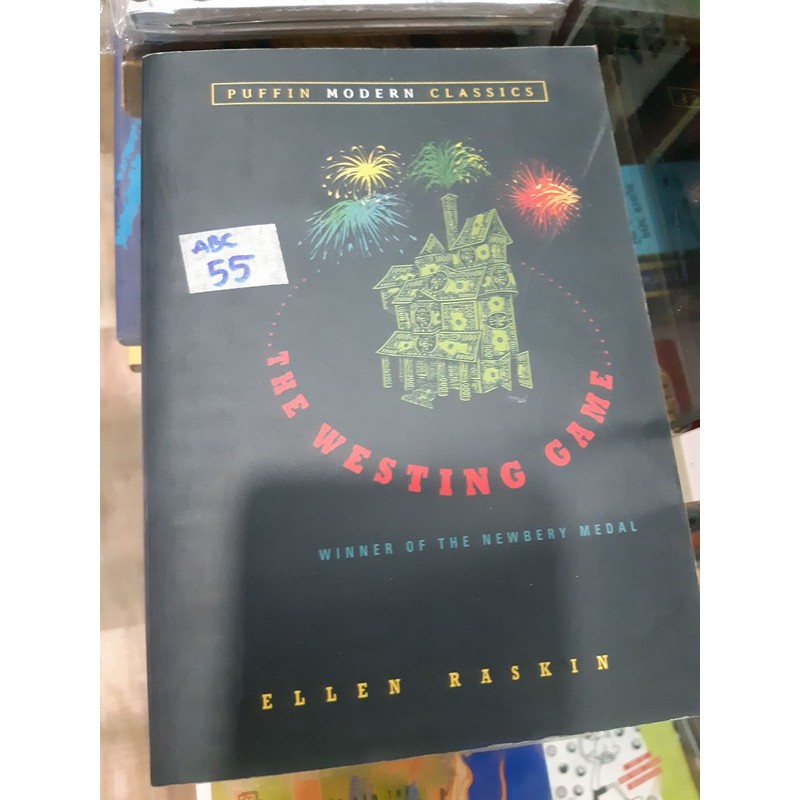 PUFFIN MODERN CLASSICS
ABC
55
...THE WESTING GAME...
WINNER OF THE NEWBERY MEDAL
ELLEN RASKIN